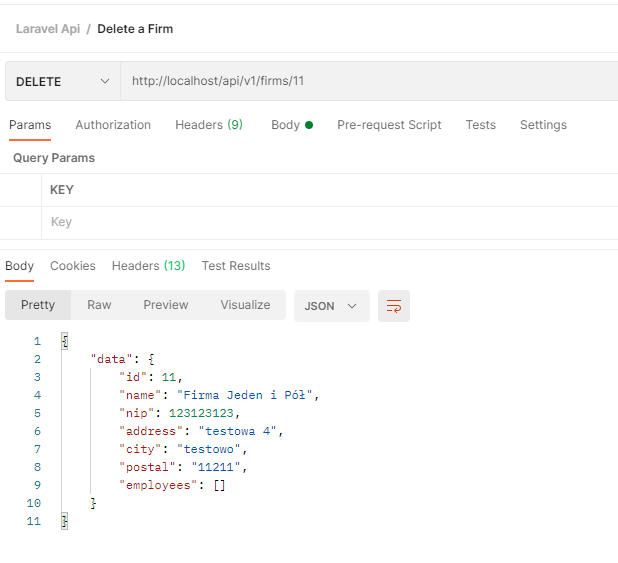 Laravel Api / Delete a Firm
DELETE http://localhost/api/v1/firms/11
Params Authorization Headers (9) Body Pre-request Script Tests Settings
Query Params
KEY
Key
Body Cookies Headers (13) Test Results
Pretty Raw Preview Visualize JSON
1 {
2 "data": {
3 "id": 11,
4 "name": "Firma Jeden i Pół",
5 "nip": 123123123,
6 "address": "testowa 4",
7 "city": "testowo",
8 "postal": "11211",
9 "employees": []
10 }
11 }